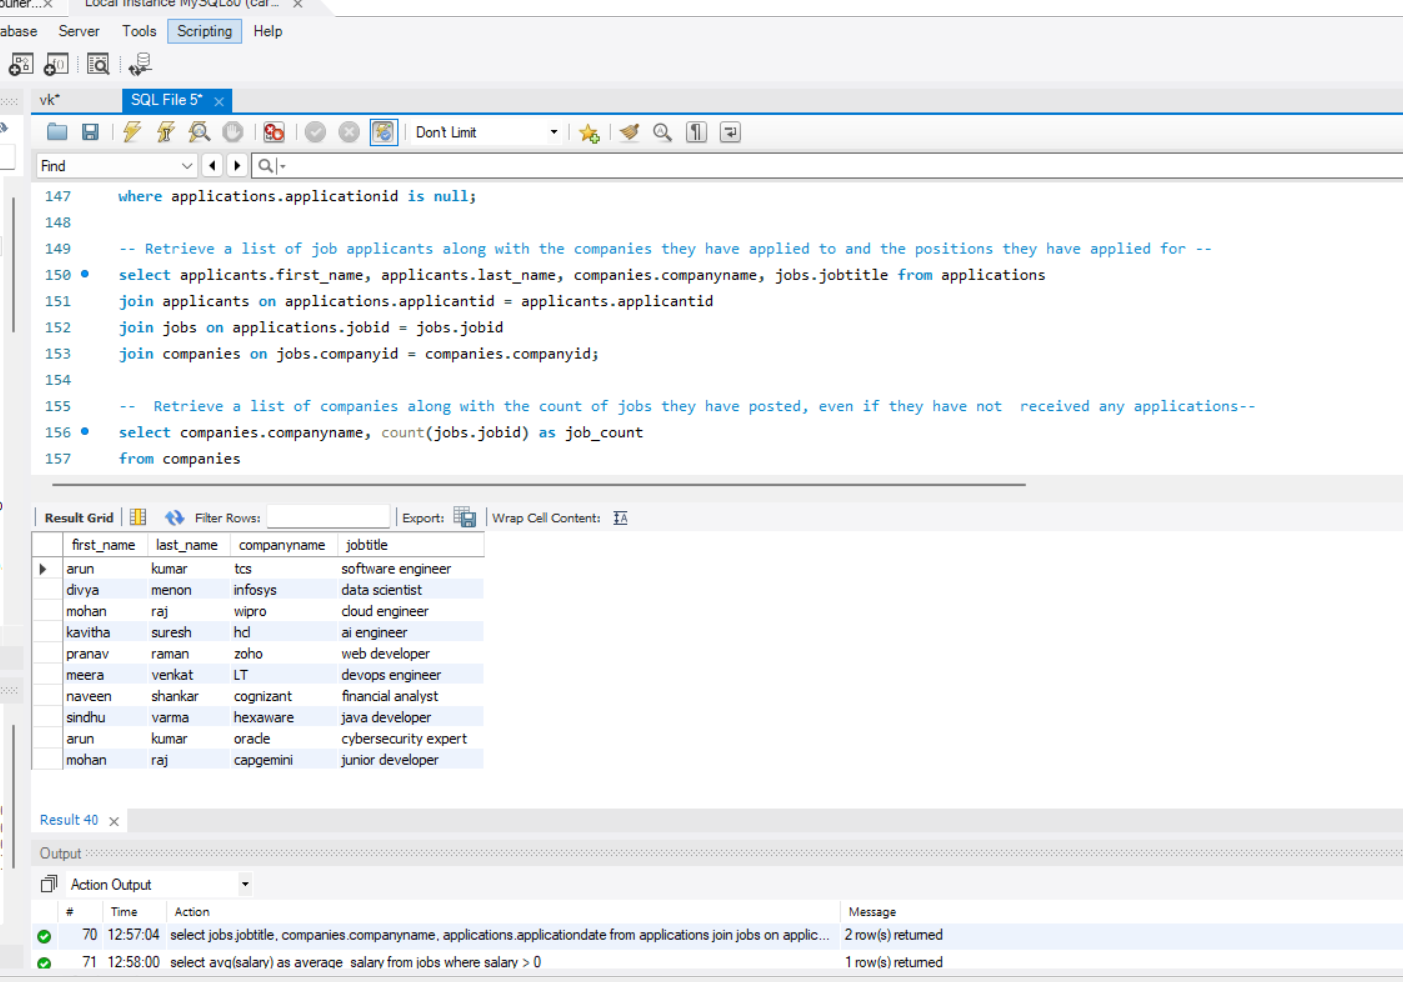 Local Instance MySQL80 (car...
abase Server Tools Scripting Help
vk* SQL File 5*
Don't Limit
Find
147 where applications.applicationid is null;
148
149 -- Retrieve a list of job applicants along with the companies they have applied to and the positions they have applied for --
150 select applicants.first_name, applicants.last_name, companies.companyname, jobs.jobtitle from applications
151 join applicants on applications.applicantid = applicants.applicantid
152 join jobs on applications.jobid = jobs.jobid
153 join companies on jobs.companyid = companies.companyid;
154
155 -- Retrieve a list of companies along with the count of jobs they have posted, even if they have not received any applications--
156 select companies.companyname, count(jobs.jobid) as job_count
157 from companies
Result Grid Filter Rows: Export: Wrap Cell Content:
first_name last_name companyname jobtitle
arun kumar tcs software engineer
divya menon infosys data scientist
mohan raj wipro cloud engineer
kavitha suresh hcl ai engineer
pranav raman zoho web developer
meera venkat LT devops engineer
naveen shankar cognizant financial analyst
sindhu varma hexaware java developer
arun kumar oracle cybersecurity expert
mohan raj capgemini junior developer
Result 40
Output
Action Output
# Time Action Message
70 12:57:04 select jobs.jobtitle, companies.companyname, applications.applicationdate from applications join jobs on applic... 2 row(s) returned
71 12:58:00 select avg(salary) as average_salary from jobs where salary > 0 1 row(s) returned